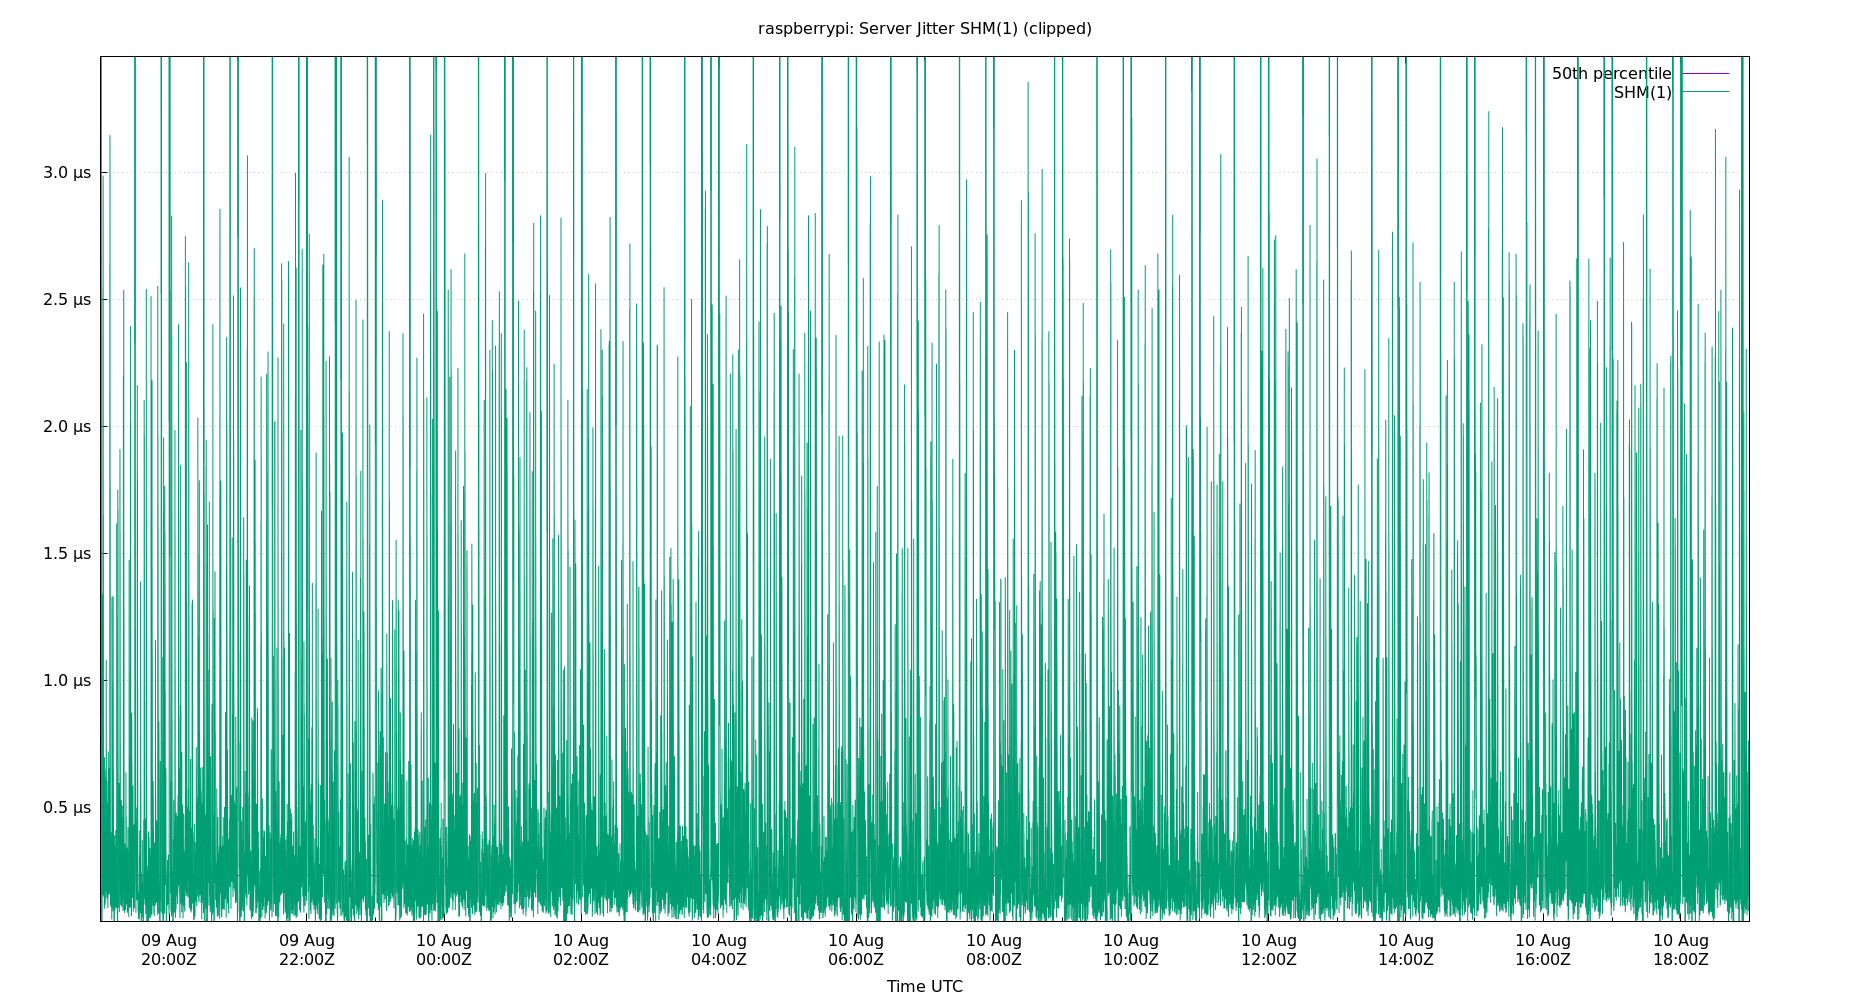 raspberrypi: Server Jitter SHM(1) (clipped)
50th percentile
SHM(1)
3.0 µs
2.5 µs
2.0 µs
1.5 µs
1.0 µs
0.5 µs
09 Aug 09 Aug 10 Aug 10 Aug 10 Aug 10 Aug 10 Aug 10 Aug 10 Aug 10 Aug 10 Aug 10 Aug
20:00Z 22:00Z 00:00Z 02:00Z 04:00Z 06:00Z 08:00Z 10:00Z 12:00Z 14:00Z 16:00Z 18:00Z
Time UTC